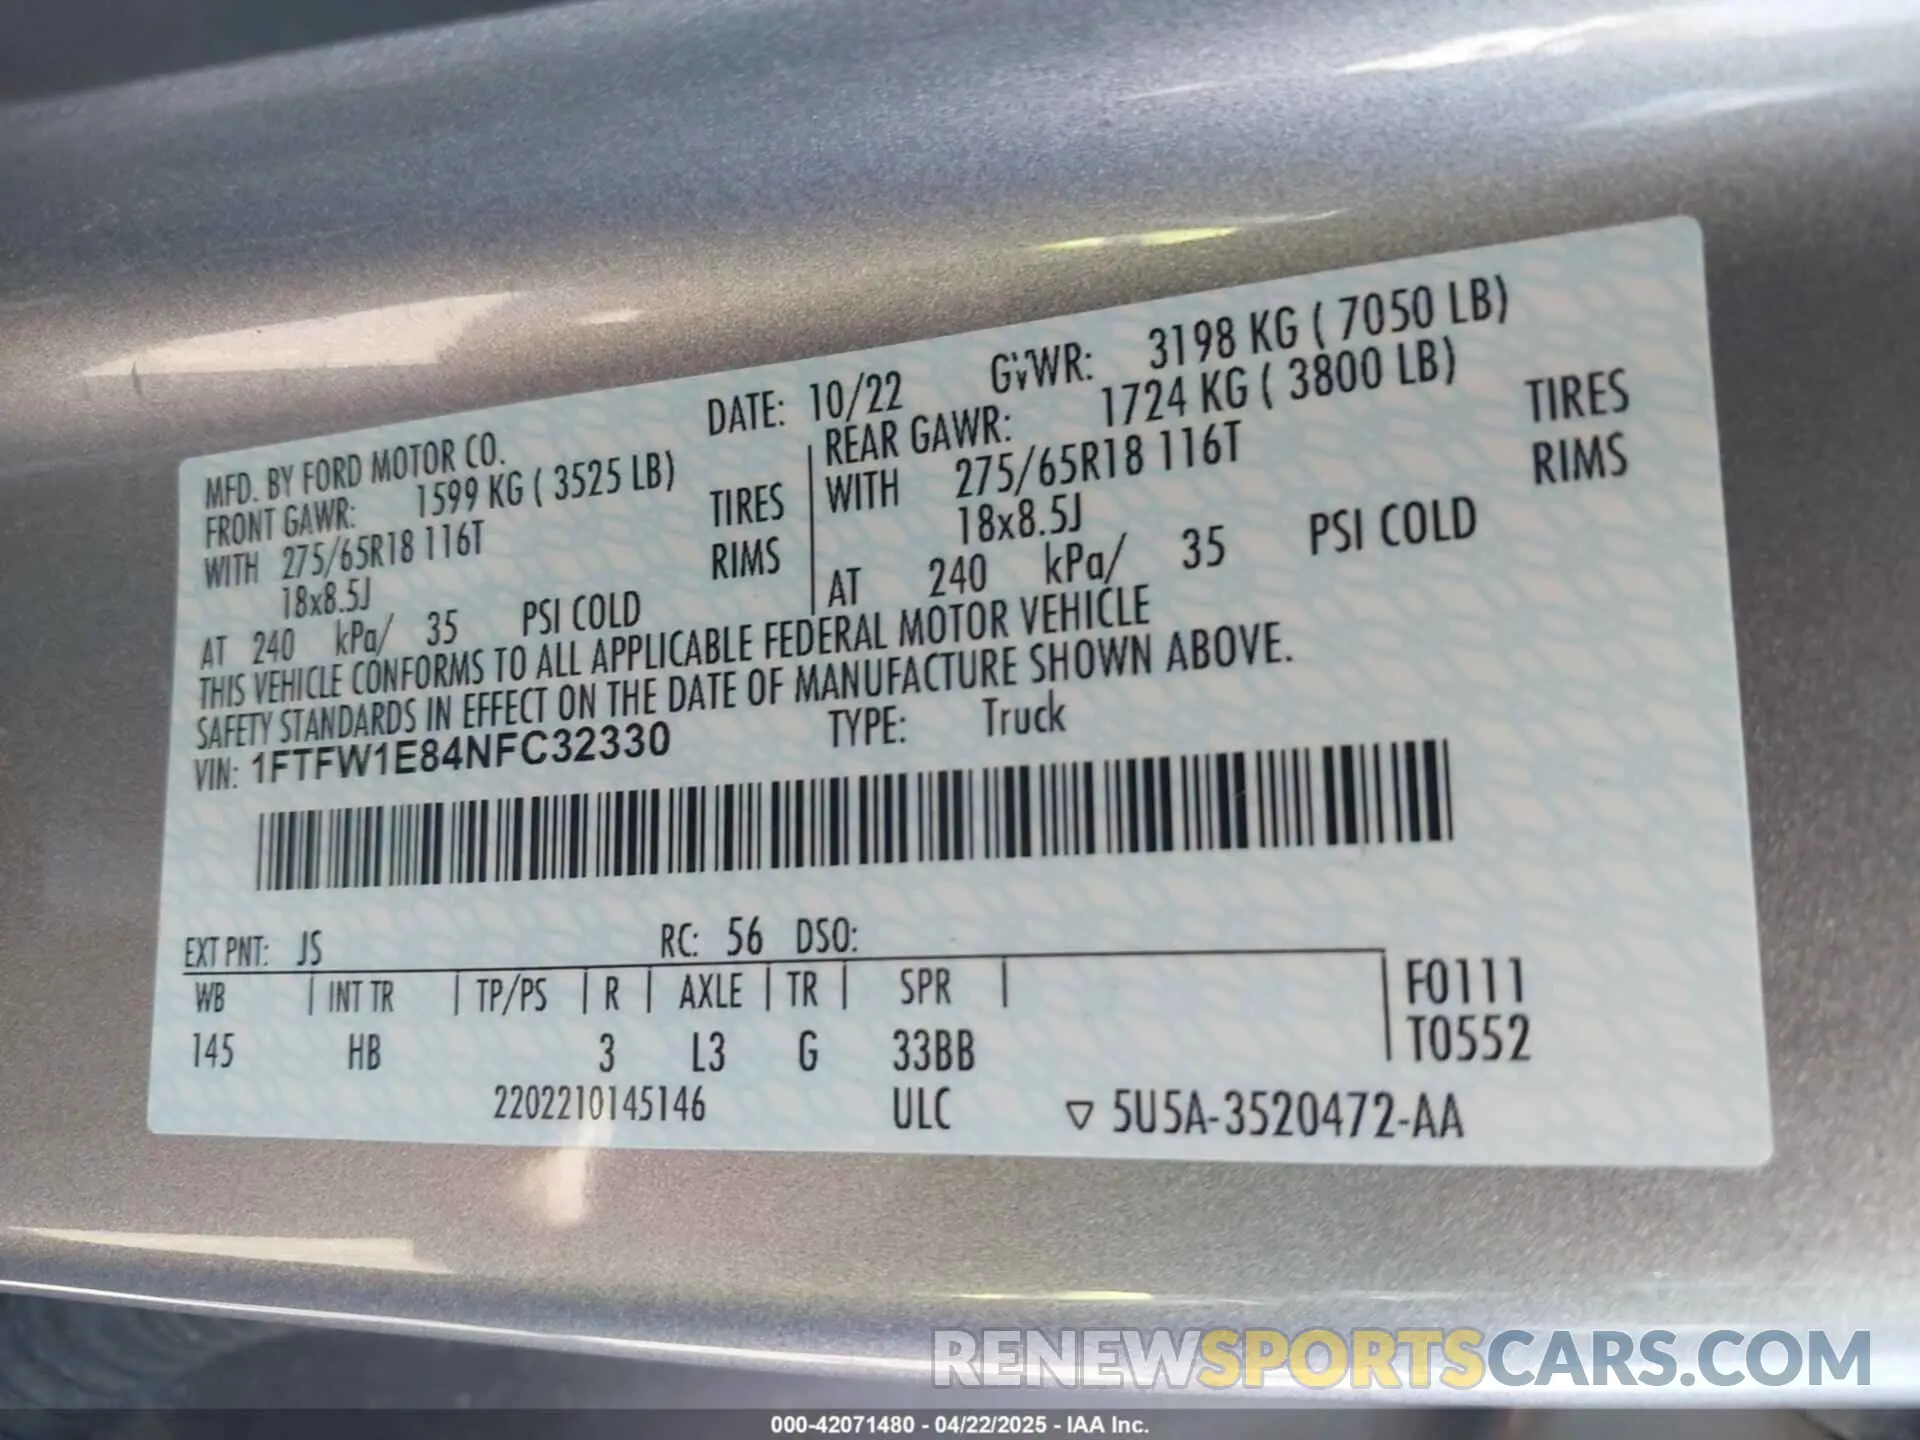 MFD. BY FORD MOTOR CO. DATE: 10/22 GVWR: 3198 KG ( 7050 LB)
FRONT GAWR: 1599 KG ( 3525 LB) REAR GAWR: 1724 KG ( 3800 LB)
WITH 275/65R18 116T TIRES WITH 275/65R18 116T TIRES
18x8.5J RIMS 18x8.5J RIMS
AT 240 kPa/ 35 PSI COLD AT 240 kPa/ 35 PSI COLD
THIS VEHICLE CONFORMS TO ALL APPLICABLE FEDERAL MOTOR VEHICLE
SAFETY STANDARDS IN EFFECT ON THE DATE OF MANUFACTURE SHOWN ABOVE.
VIN: 1FTFW1E84NFC32330 TYPE: Truck
EXT PNT: JS RC: 56 DSO:
WB | INT TR | TP/PS | R | AXLE | TR | SPR | F0111
145 HB 3 L3 G 33BB T0552
2202210145146 ULC ▽ 5U5A-3520472-AA
RENEWSPORTSCARS.COM
000-42071480 - 04/22/2025 - IAA Inc.